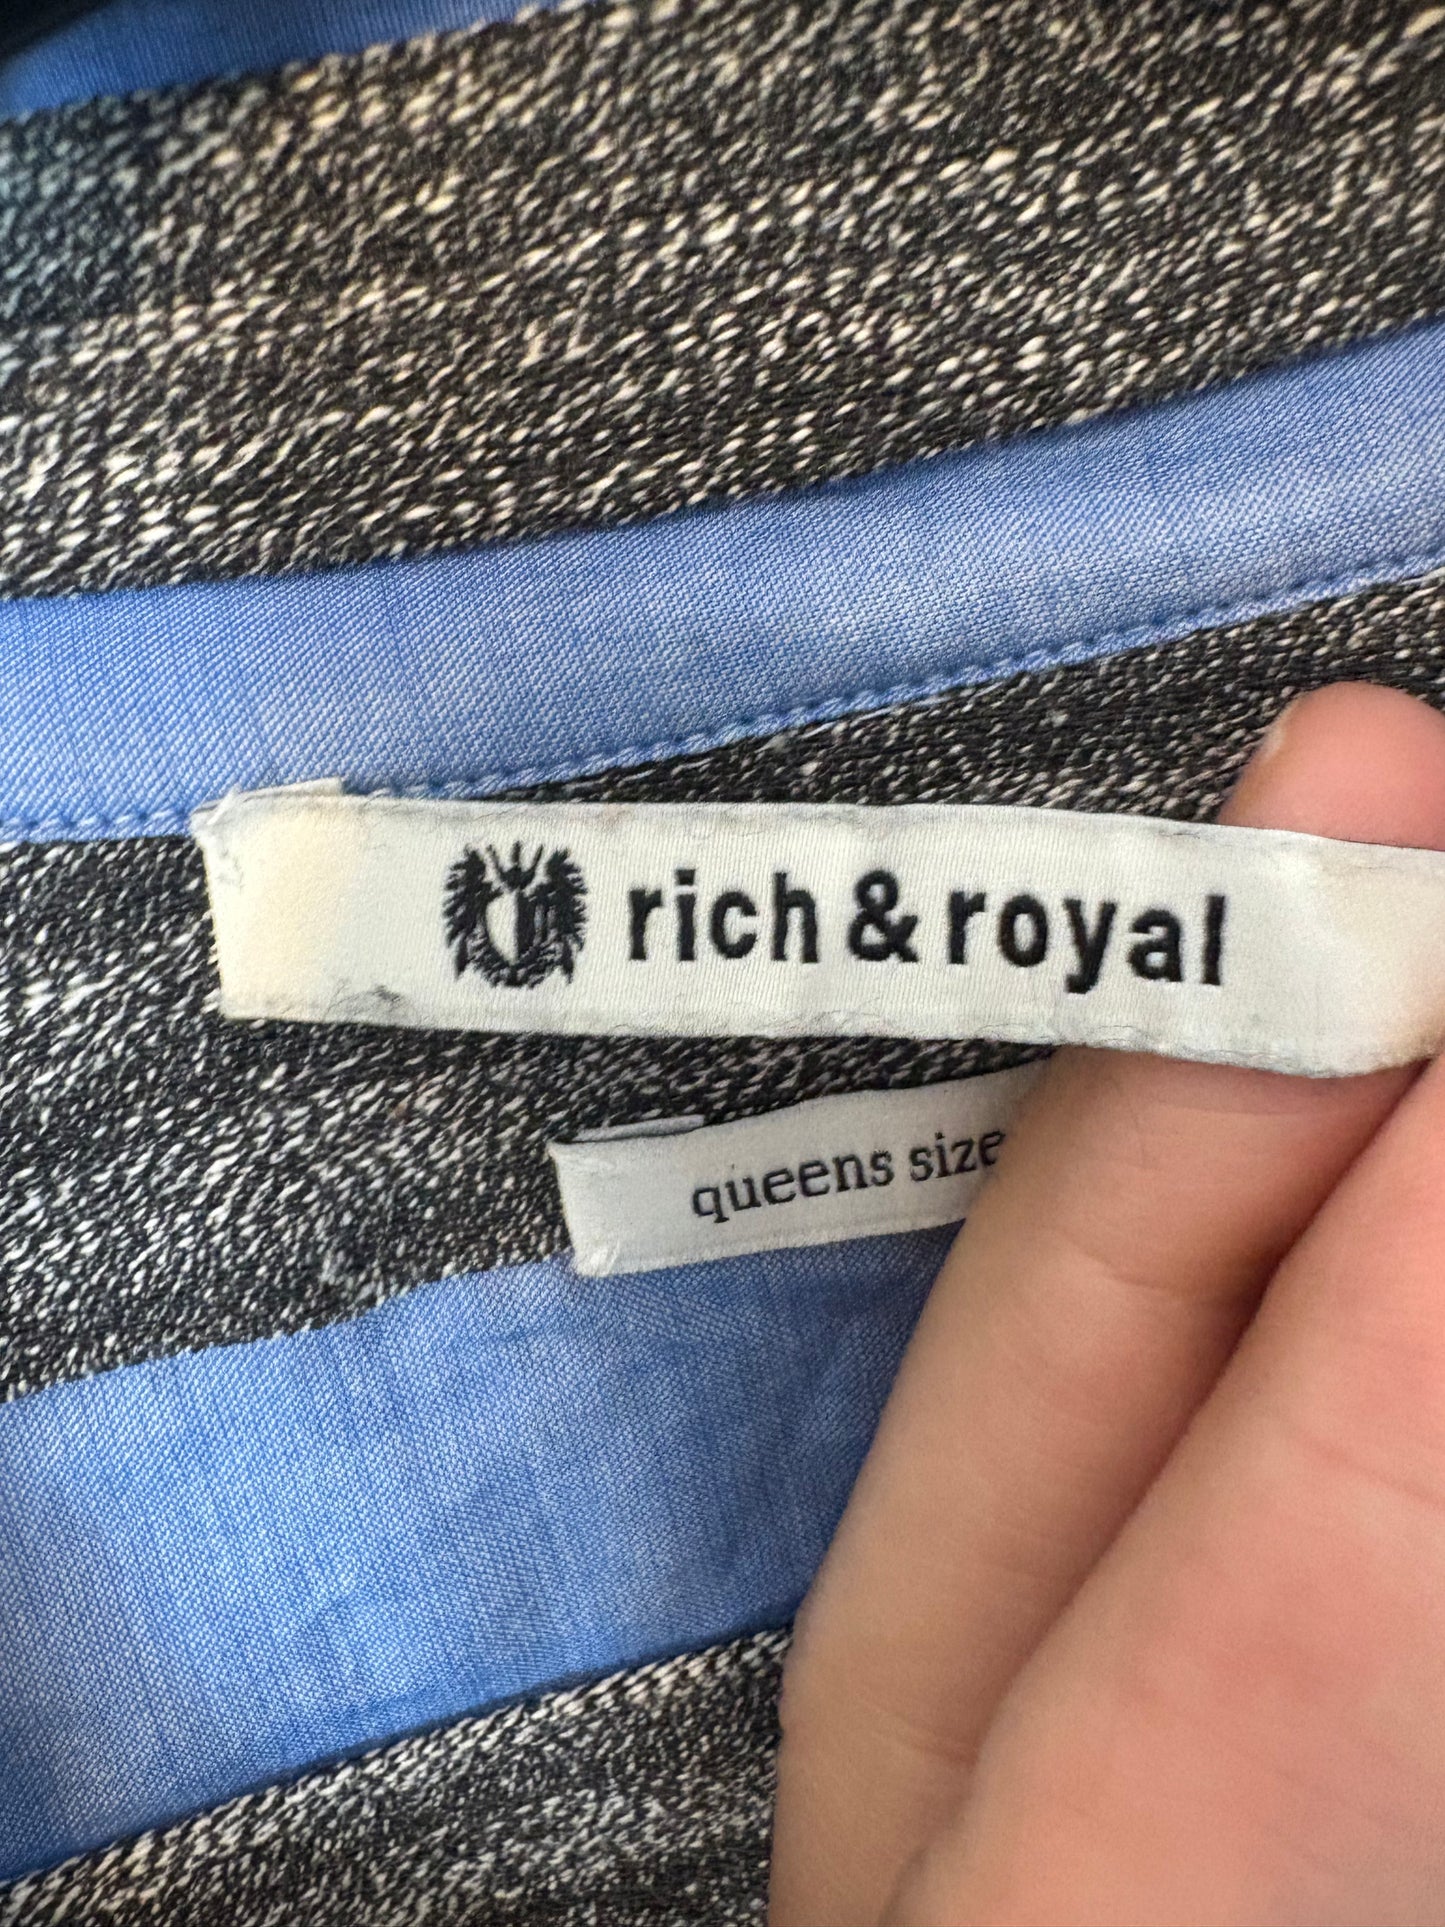 rich & royal
queens size